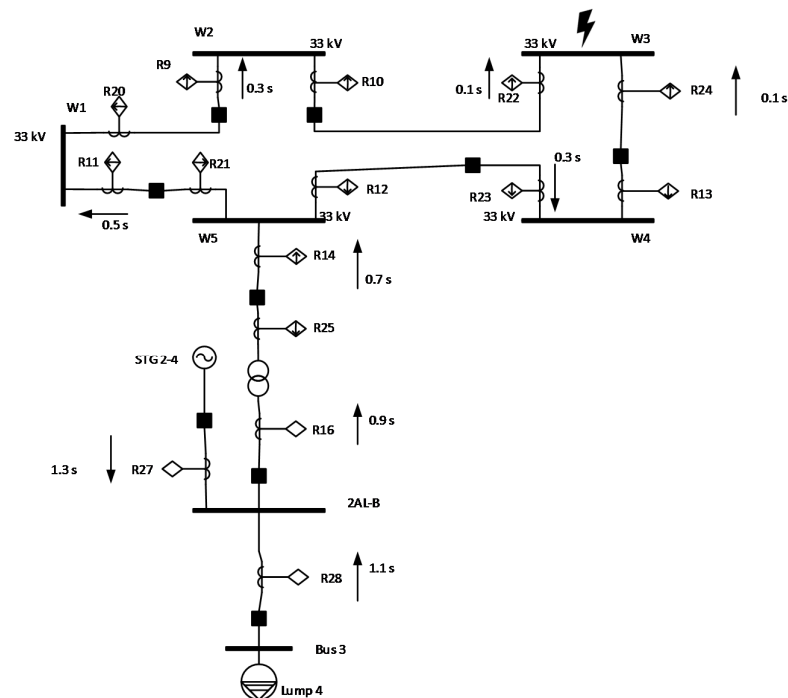 W2
33 kV
33 kV
W3
R9
0.3 s
R10
0.1 s
R22
R24
0.1 s
R20
W1
33 kV
R11
R21
0.3 s
R12
R23
R13
0.5 s
33 kV
33 kV
W5
W4
R14
0.7 s
R25
STG 2-4
R16
0.9 s
1.3 s
R27
2AL-B
R28
1.1 s
Bus 3
Lump 4